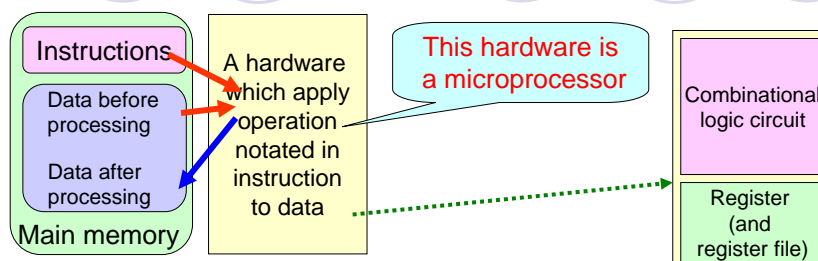 Instructions
Data before
processing
Data after
processing
Main memory
A hardware
which apply
operation
notated in
instruction
to data
This hardware is
a microprocessor
Combinational
logic circuit
Register
(and
register file)